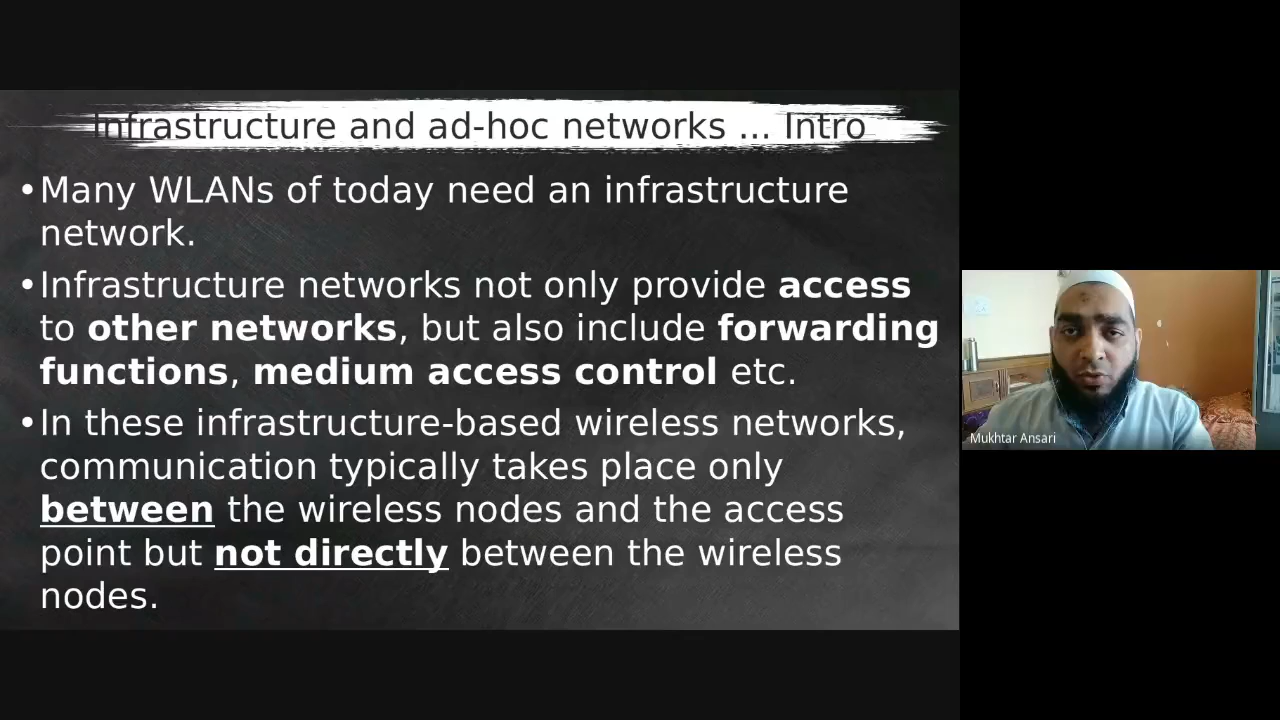 Infrastructure and ad-hoc networks ... Intro
•Many WLANs of today need an infrastructure
network.
•Infrastructure networks not only provide access
to other networks, but also include forwarding
functions, medium access control etc.
•In these infrastructure-based wireless networks,
communication typically takes place only
between the wireless nodes and the access
point but not directly between the wireless
nodes.
Mukhtar Ansari